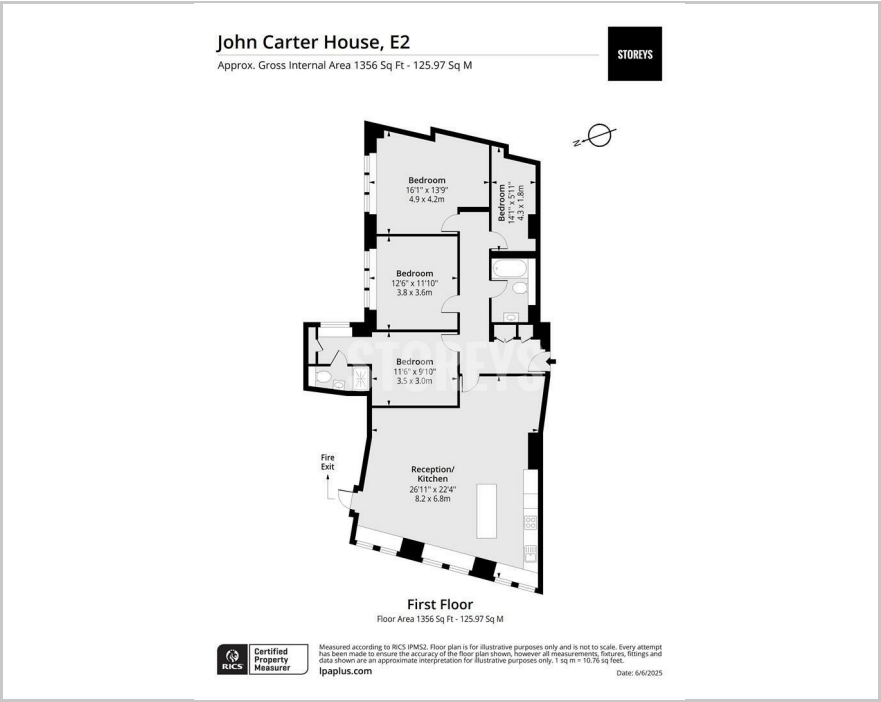 John Carter House, E2
Approx. Gross Internal Area 1356 Sq Ft - 125.97 Sq M
STOREYS
N
Bedroom
16'1" x 13'9"
4.9 x 4.2m
Bedroom
14'1" x 5'11"
4.3 x 1.8m
Bedroom
12'6" x 11'10"
3.8 x 3.6m
STOREYS
Bedroom
11'6" x 9'10"
3.5 x 3.0m
Fire
Exit
Reception/
Kitchen
26'11" x 22'4"
8.2 x 6.8m
First Floor
Floor Area 1356 Sq Ft - 125.97 Sq M
RICS
Certified
Property
Measurer
Measured according to RICS IPMS2. Floor plan is for illustrative purposes only and is not to scale. Every attempt
has been made to ensure the accuracy of the floor plan shown, however all measurements, fixtures, fittings and
data shown are an approximate interpretation for illustrative purposes only. 1 sq m = 10.76 sq feet.
lpaplus.com
Date: 6/6/2025